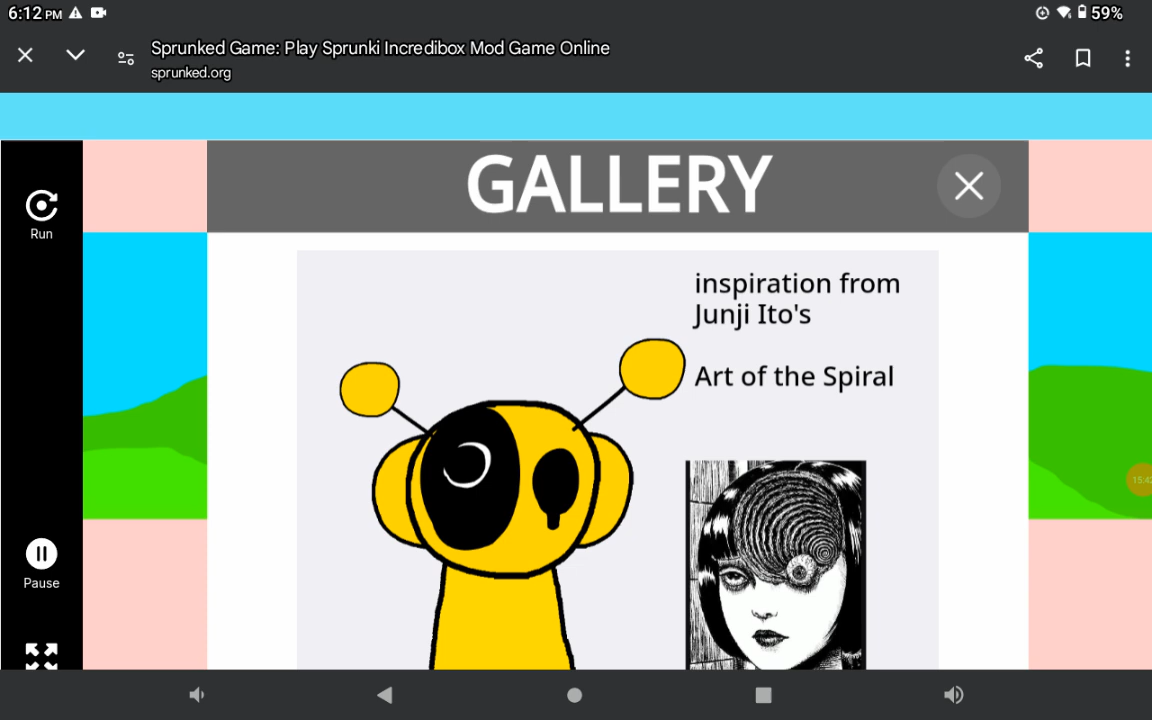 6:12 PM
59%
Sprunked Game: Play Sprunki Incredibox Mod Game Online
sprunked.org
GALLERY
Run
inspiration from
Junji Ito's
Art of the Spiral
Pause